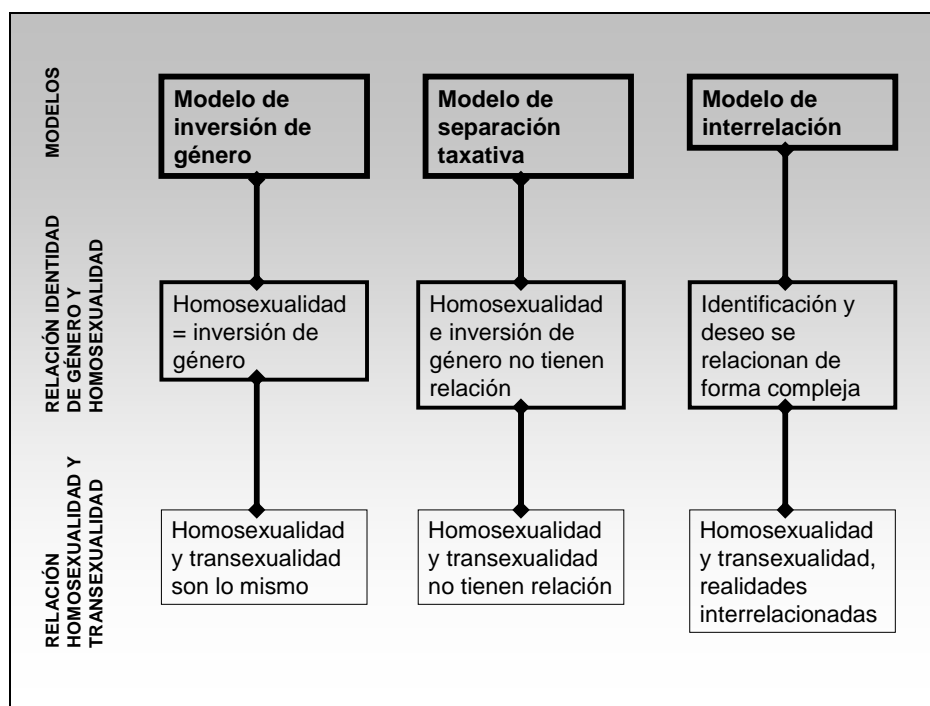 MODELOS
Modelo de
inversión de
género
Modelo de
separación
taxativa
Modelo de
interrelación
RELACIÓN IDENTIDAD
DE GÉNERO Y
HOMOSEXUALIDAD
Homosexualidad
= inversión de
género
Homosexualidad
e inversión de
género no tienen
relación
Identificación y
deseo se
relacionan de
forma compleja
RELACIÓN
HOMOSEXUALIDAD Y
TRANSEXUALIDAD
Homosexualidad
y transexualidad
son lo mismo
Homosexualidad
y transexualidad
no tienen relación
Homosexualidad
y transexualidad,
realidades
interrelacionadas